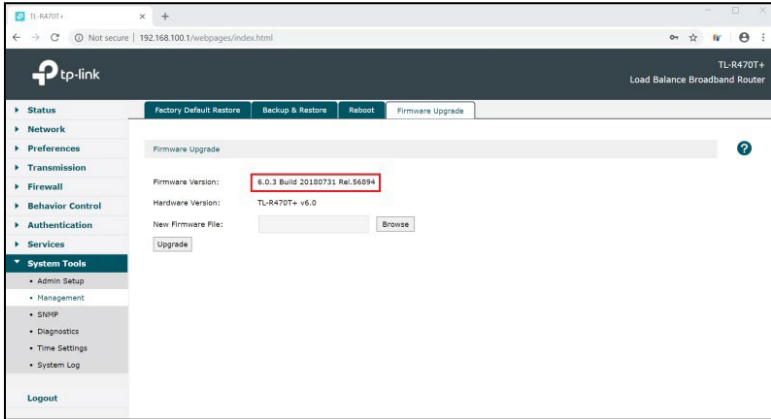 TL-R470T+
Not secure | 192.168.100.1/webpages/index.html
tp-link
TL-R470T+
Load Balance Broadband Router
Status
Network
Preferences
Transmission
Firewall
Behavior Control
Authentication
Services
System Tools
Admin Setup
Management
SNMP
Diagnostics
Time Settings
System Log
Logout
Factory Default Restore Backup & Restore Reboot Firmware Upgrade
Firmware Upgrade
Firmware Version: 6.0.3 Build 20180731 Rel.56894
Hardware Version: TL-R470T+ v6.0
New Firmware File: Browse
Upgrade